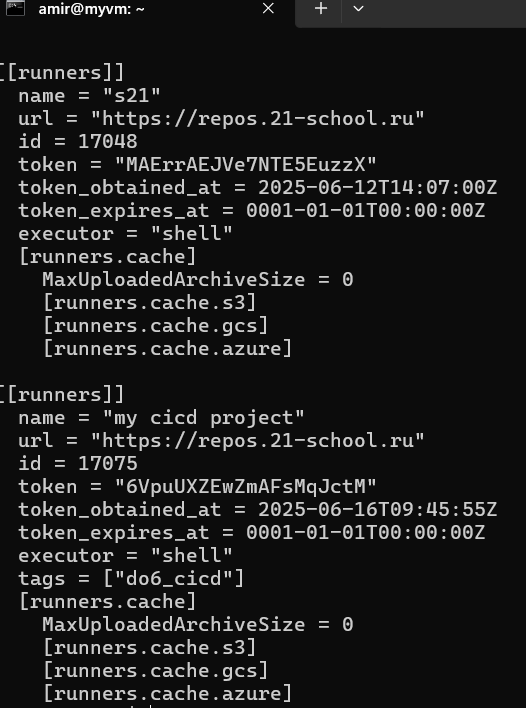 amir@myvm: ~
[[runners]]
name = "s21"
url = "https://repos.21-school.ru"
id = 17048
token = "MAErrAEJVe7NTE5EuzzX"
token_obtained_at = 2025-06-12T14:07:00Z
token_expires_at = 0001-01-01T00:00:00Z
executor = "shell"
[runners.cache]
MaxUploadedArchiveSize = 0
[runners.cache.s3]
[runners.cache.gcs]
[runners.cache.azure]
[[runners]]
name = "my cicd project"
url = "https://repos.21-school.ru"
id = 17075
token = "6VpuUXZEwZmAFsMqJctM"
token_obtained_at = 2025-06-16T09:45:55Z
token_expires_at = 0001-01-01T00:00:00Z
executor = "shell"
tags = ["do6_cicd"]
[runners.cache]
MaxUploadedArchiveSize = 0
[runners.cache.s3]
[runners.cache.gcs]
[runners.cache.azure]